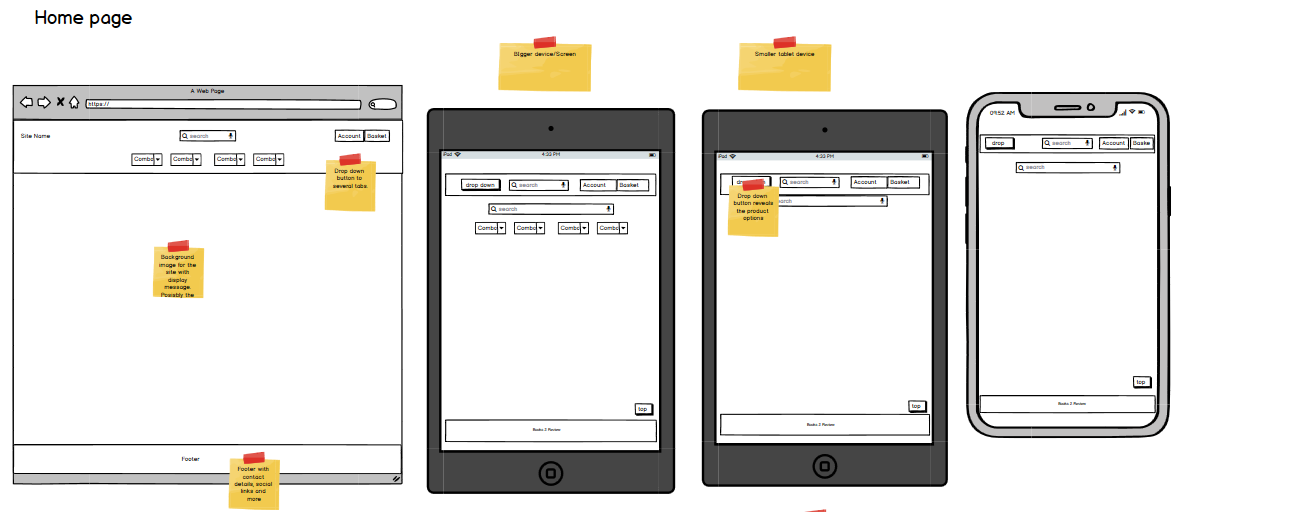 Home page
Bigger device/Screen
Smaller tablet device
A Web Page
https://
Site Name
search
Account
Basket
Combo
Combo
Combo
Combo
Drop down
button to
several tabs.
Background
image for the
site with
display
message.
Possibly the
Footer
Footer with
contact
details, social
links and
more
iPad
4:33 PM
drop down
search
Account
Basket
search
Combo
Combo
Combo
Combo
top
Books 2 Review
iPad
4:33 PM
search
Account
Basket
Drop down
button reveals
the product
options
search
top
Books 2 Review
09:52 AM
drop
search
Account
Baske
search
top
Books 2 Review